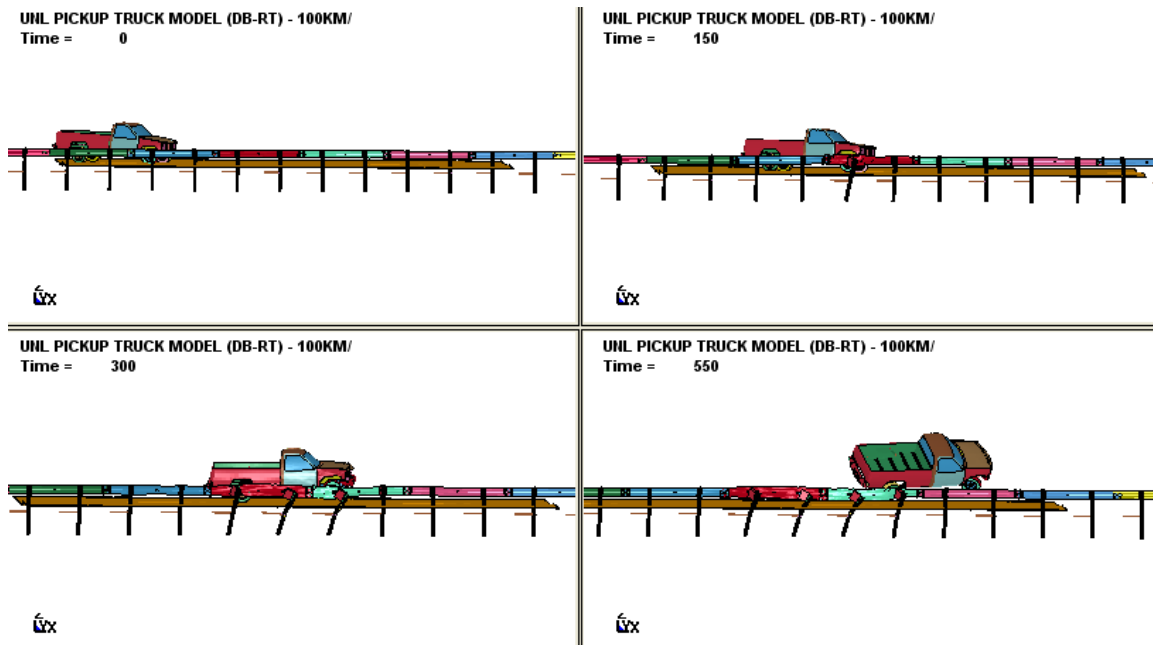 UNL PICKUP TRUCK MODEL (DB-RT) - 100KM/
Time = 0
UNL PICKUP TRUCK MODEL (DB-RT) - 100KM/
Time = 150
UNL PICKUP TRUCK MODEL (DB-RT) - 100KM/
Time = 300
UNL PICKUP TRUCK MODEL (DB-RT) - 100KM/
Time = 550